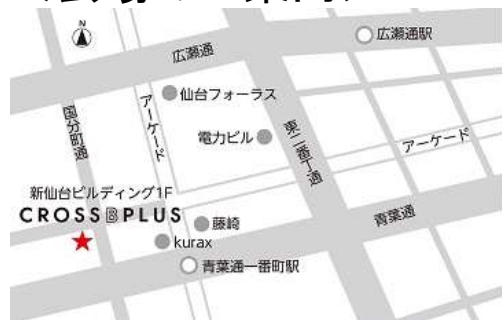 N
広瀬通駅
広瀬通
仙台フォーラス
アーケード
国分町通
電力ビル
東二番丁通
アーケード
新仙台ビルディング1F
CROSS B PLUS
藤崎
青葉通
kurax
青葉通一番町駅